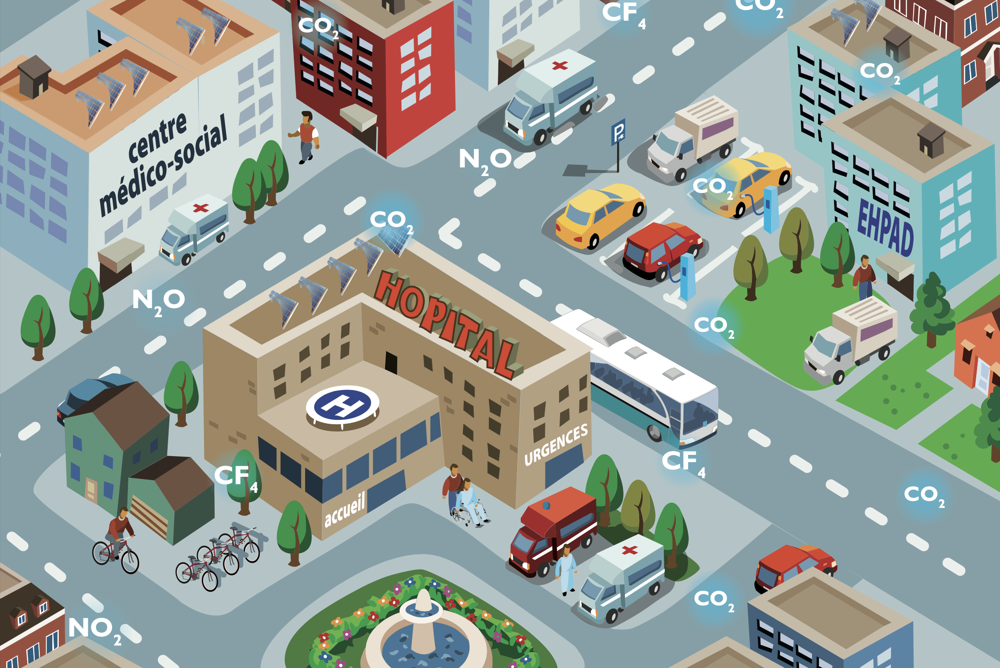 CF4
CO2
CO2
CO2
centre
médico-social
P
N2O
CO2
CO2
EHPAD
N2O
HOPITAL
CO2
H
URGENCES
CF4
CF4
accueil
CO2
CO2
NO2